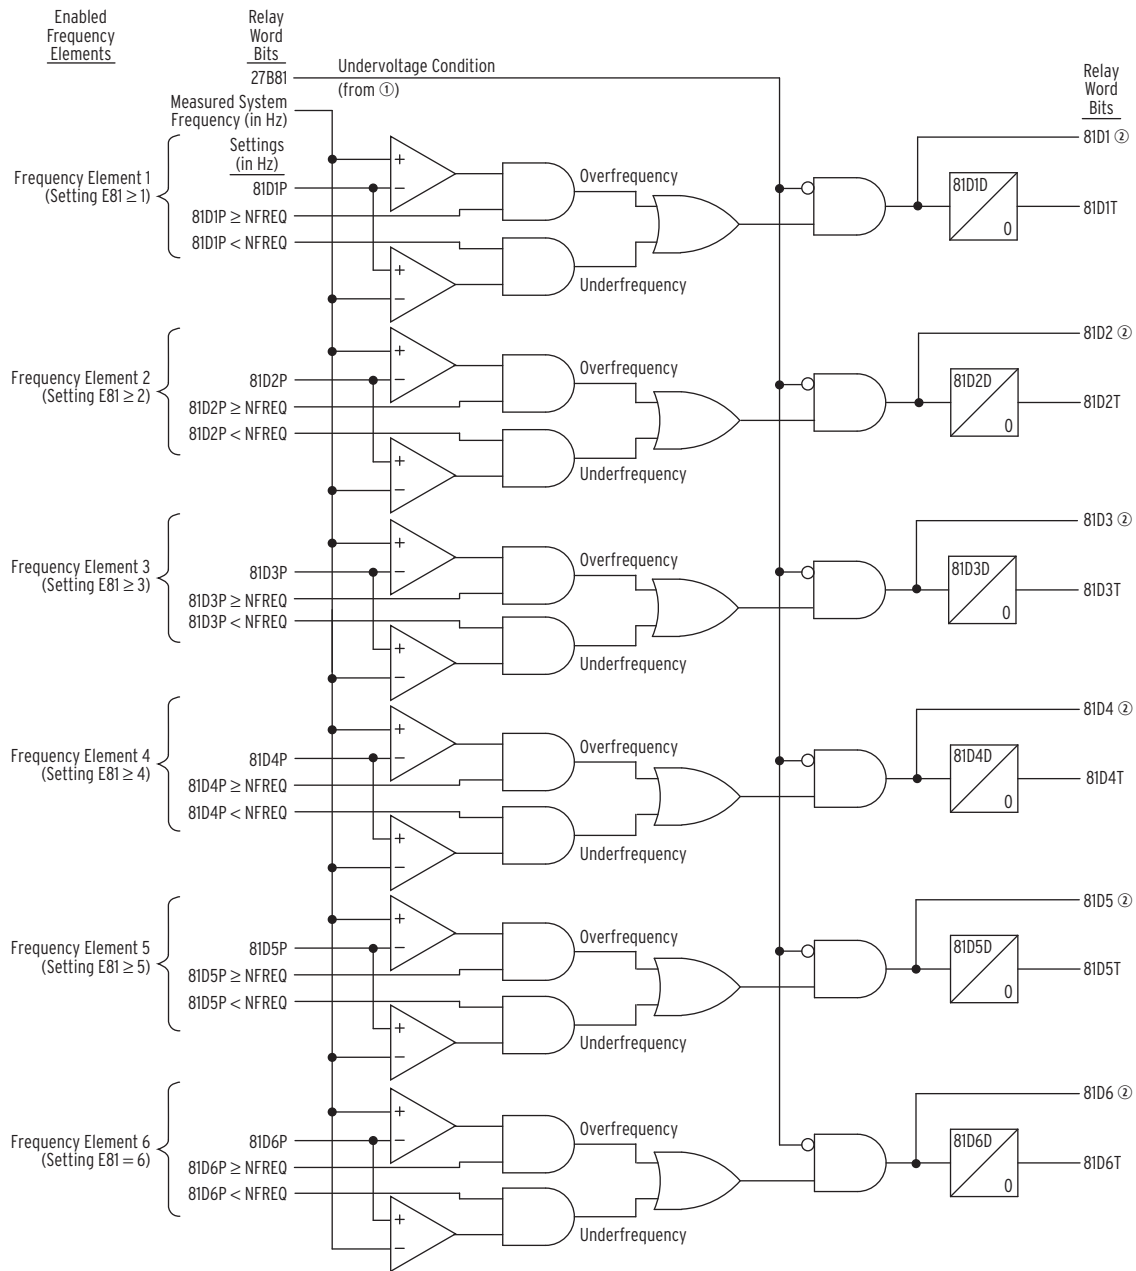 Enabled
Frequency
Elements
Relay
Word
Bits
27B81
Undervoltage Condition
(from ①)
Relay
Word
Bits
Measured System
Frequency (in Hz)
Settings
(in Hz)
Frequency Element 1
(Setting E81 ≥ 1)
81D1P
81D1P ≥ NFREQ
81D1P < NFREQ
+
−
+
−
Overfrequency
Underfrequency
81D1 ②
81D1D
0
81D1T
Frequency Element 2
(Setting E81 ≥ 2)
81D2P
81D2P ≥ NFREQ
81D2P < NFREQ
+
−
+
−
Overfrequency
Underfrequency
81D2 ②
81D2D
0
81D2T
Frequency Element 3
(Setting E81 ≥ 3)
81D3P
81D3P ≥ NFREQ
81D3P < NFREQ
+
−
+
−
Overfrequency
Underfrequency
81D3 ②
81D3D
0
81D3T
Frequency Element 4
(Setting E81 ≥ 4)
81D4P
81D4P ≥ NFREQ
81D4P < NFREQ
+
−
+
−
Overfrequency
Underfrequency
81D4 ②
81D4D
0
81D4T
Frequency Element 5
(Setting E81 ≥ 5)
81D5P
81D5P ≥ NFREQ
81D5P < NFREQ
+
−
+
−
Overfrequency
Underfrequency
81D5 ②
81D5D
0
81D5T
Frequency Element 6
(Setting E81 = 6)
81D6P
81D6P ≥ NFREQ
81D6P < NFREQ
+
−
+
−
Overfrequency
Underfrequency
81D6 ②
81D6D
0
81D6T